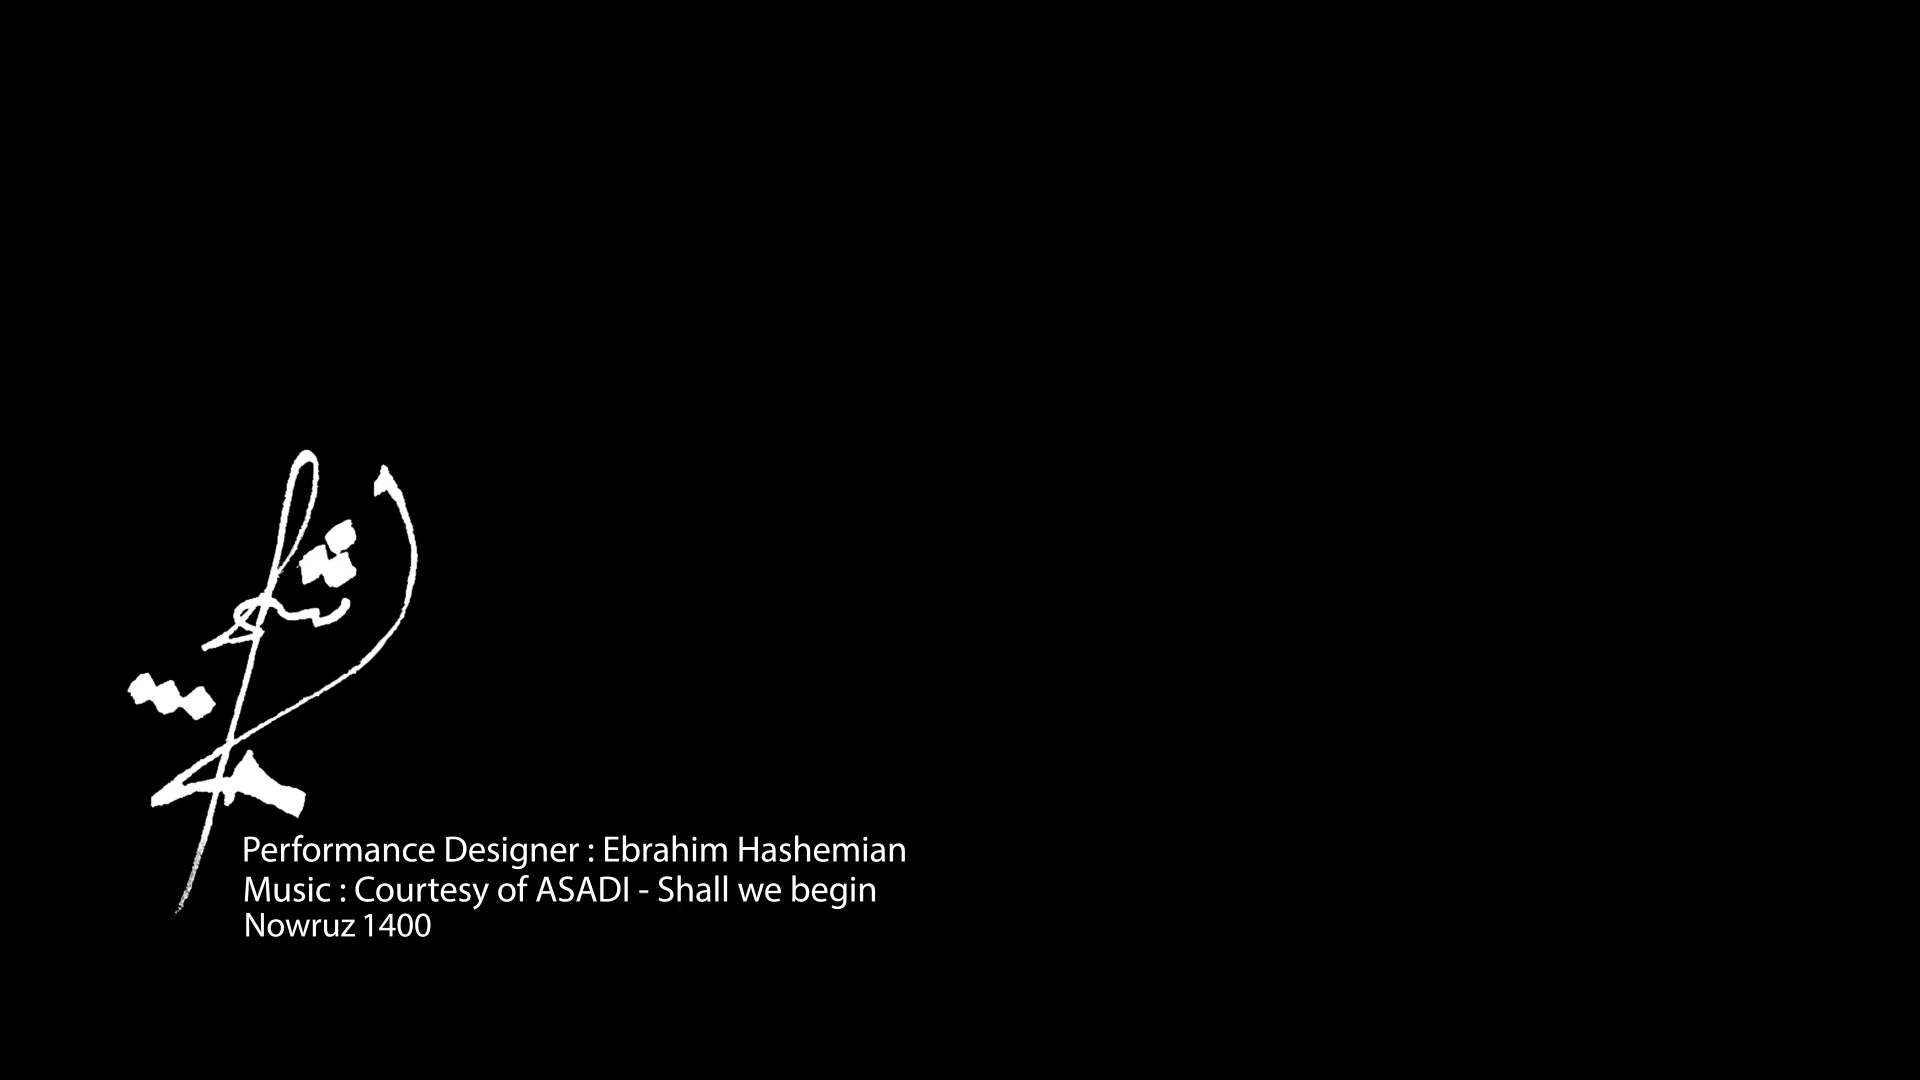 Performance Designer : Ebrahim Hashemian
Music : Courtesy of ASADI - Shall we begin
Nowruz 1400